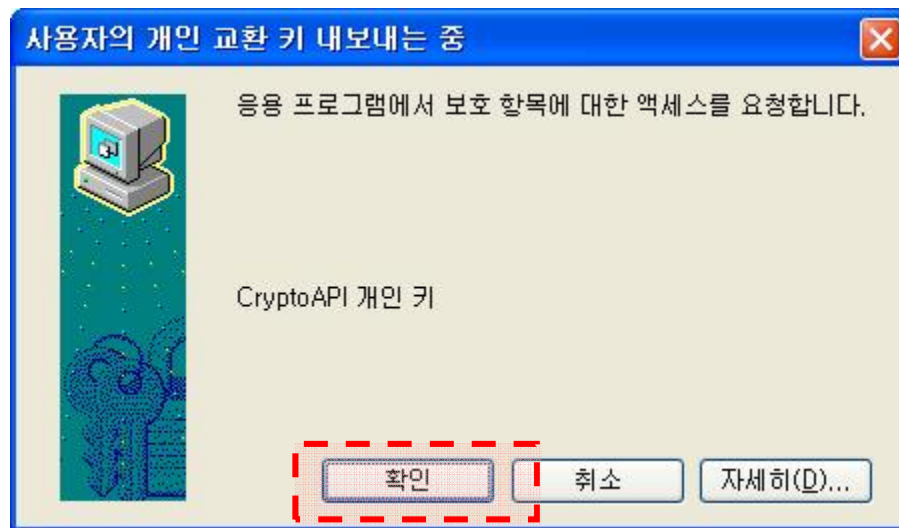 사용자의 개인 교환 키 내보내는 중
응용 프로그램에서 보호 항목에 대한 액세스를 요청합니다.
CryptoAPI 개인 키
확인
취소
자세히(D)...